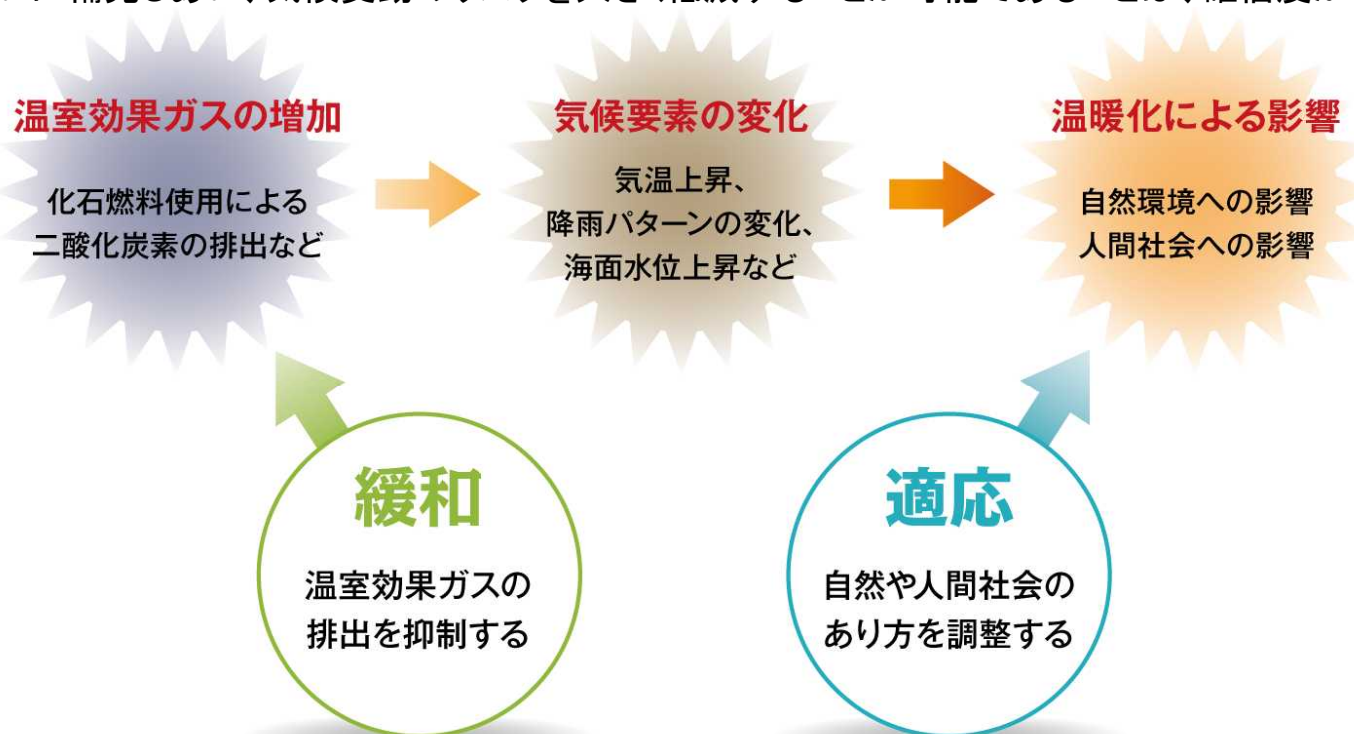 温室効果ガスの増加
化石燃料使用による
二酸化炭素の排出など
気候要素の変化
気温上昇、
降雨パターンの変化、
海面水位上昇など
温暖化による影響
自然環境への影響
人間社会への影響
緩和
温室効果ガスの
排出を抑制する
適応
自然や人間社会の
あり方を調整する